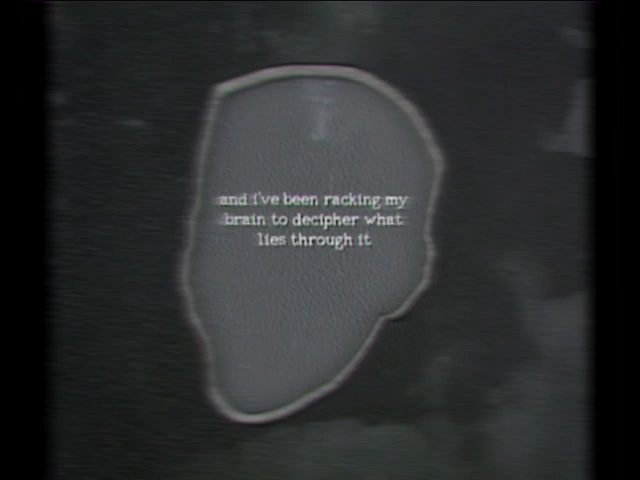 and i've been racking my
brain to decipher what
lies through it